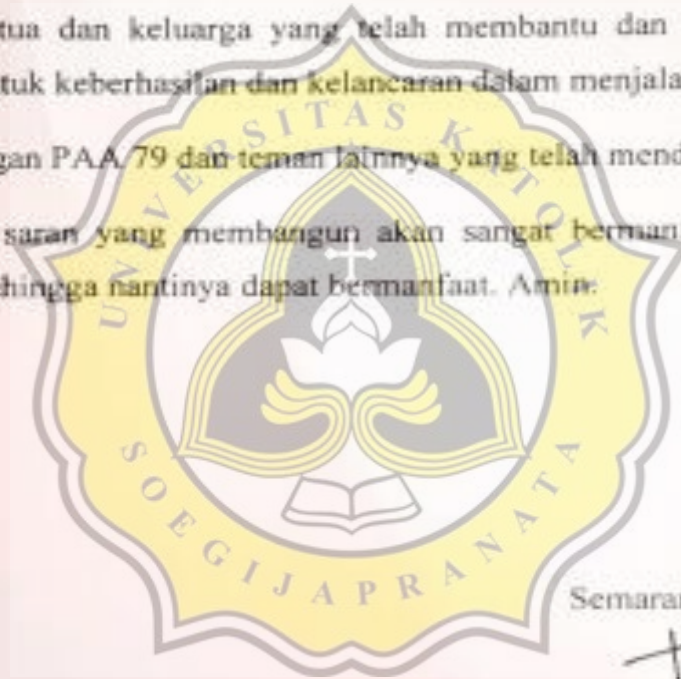 tua dan keluarga yang telah membantu dan
tuk keberhasilan dan kelancaran dalam menjala
gan PAA 79 dan teman lainnya yang telah mend
saran yang membangun akan sangat berman
hingga nantinya dapat bermanfaat. Amin.
UNIVERSITAS KATOLIK
SOEGIJAPRANATA
Semaran